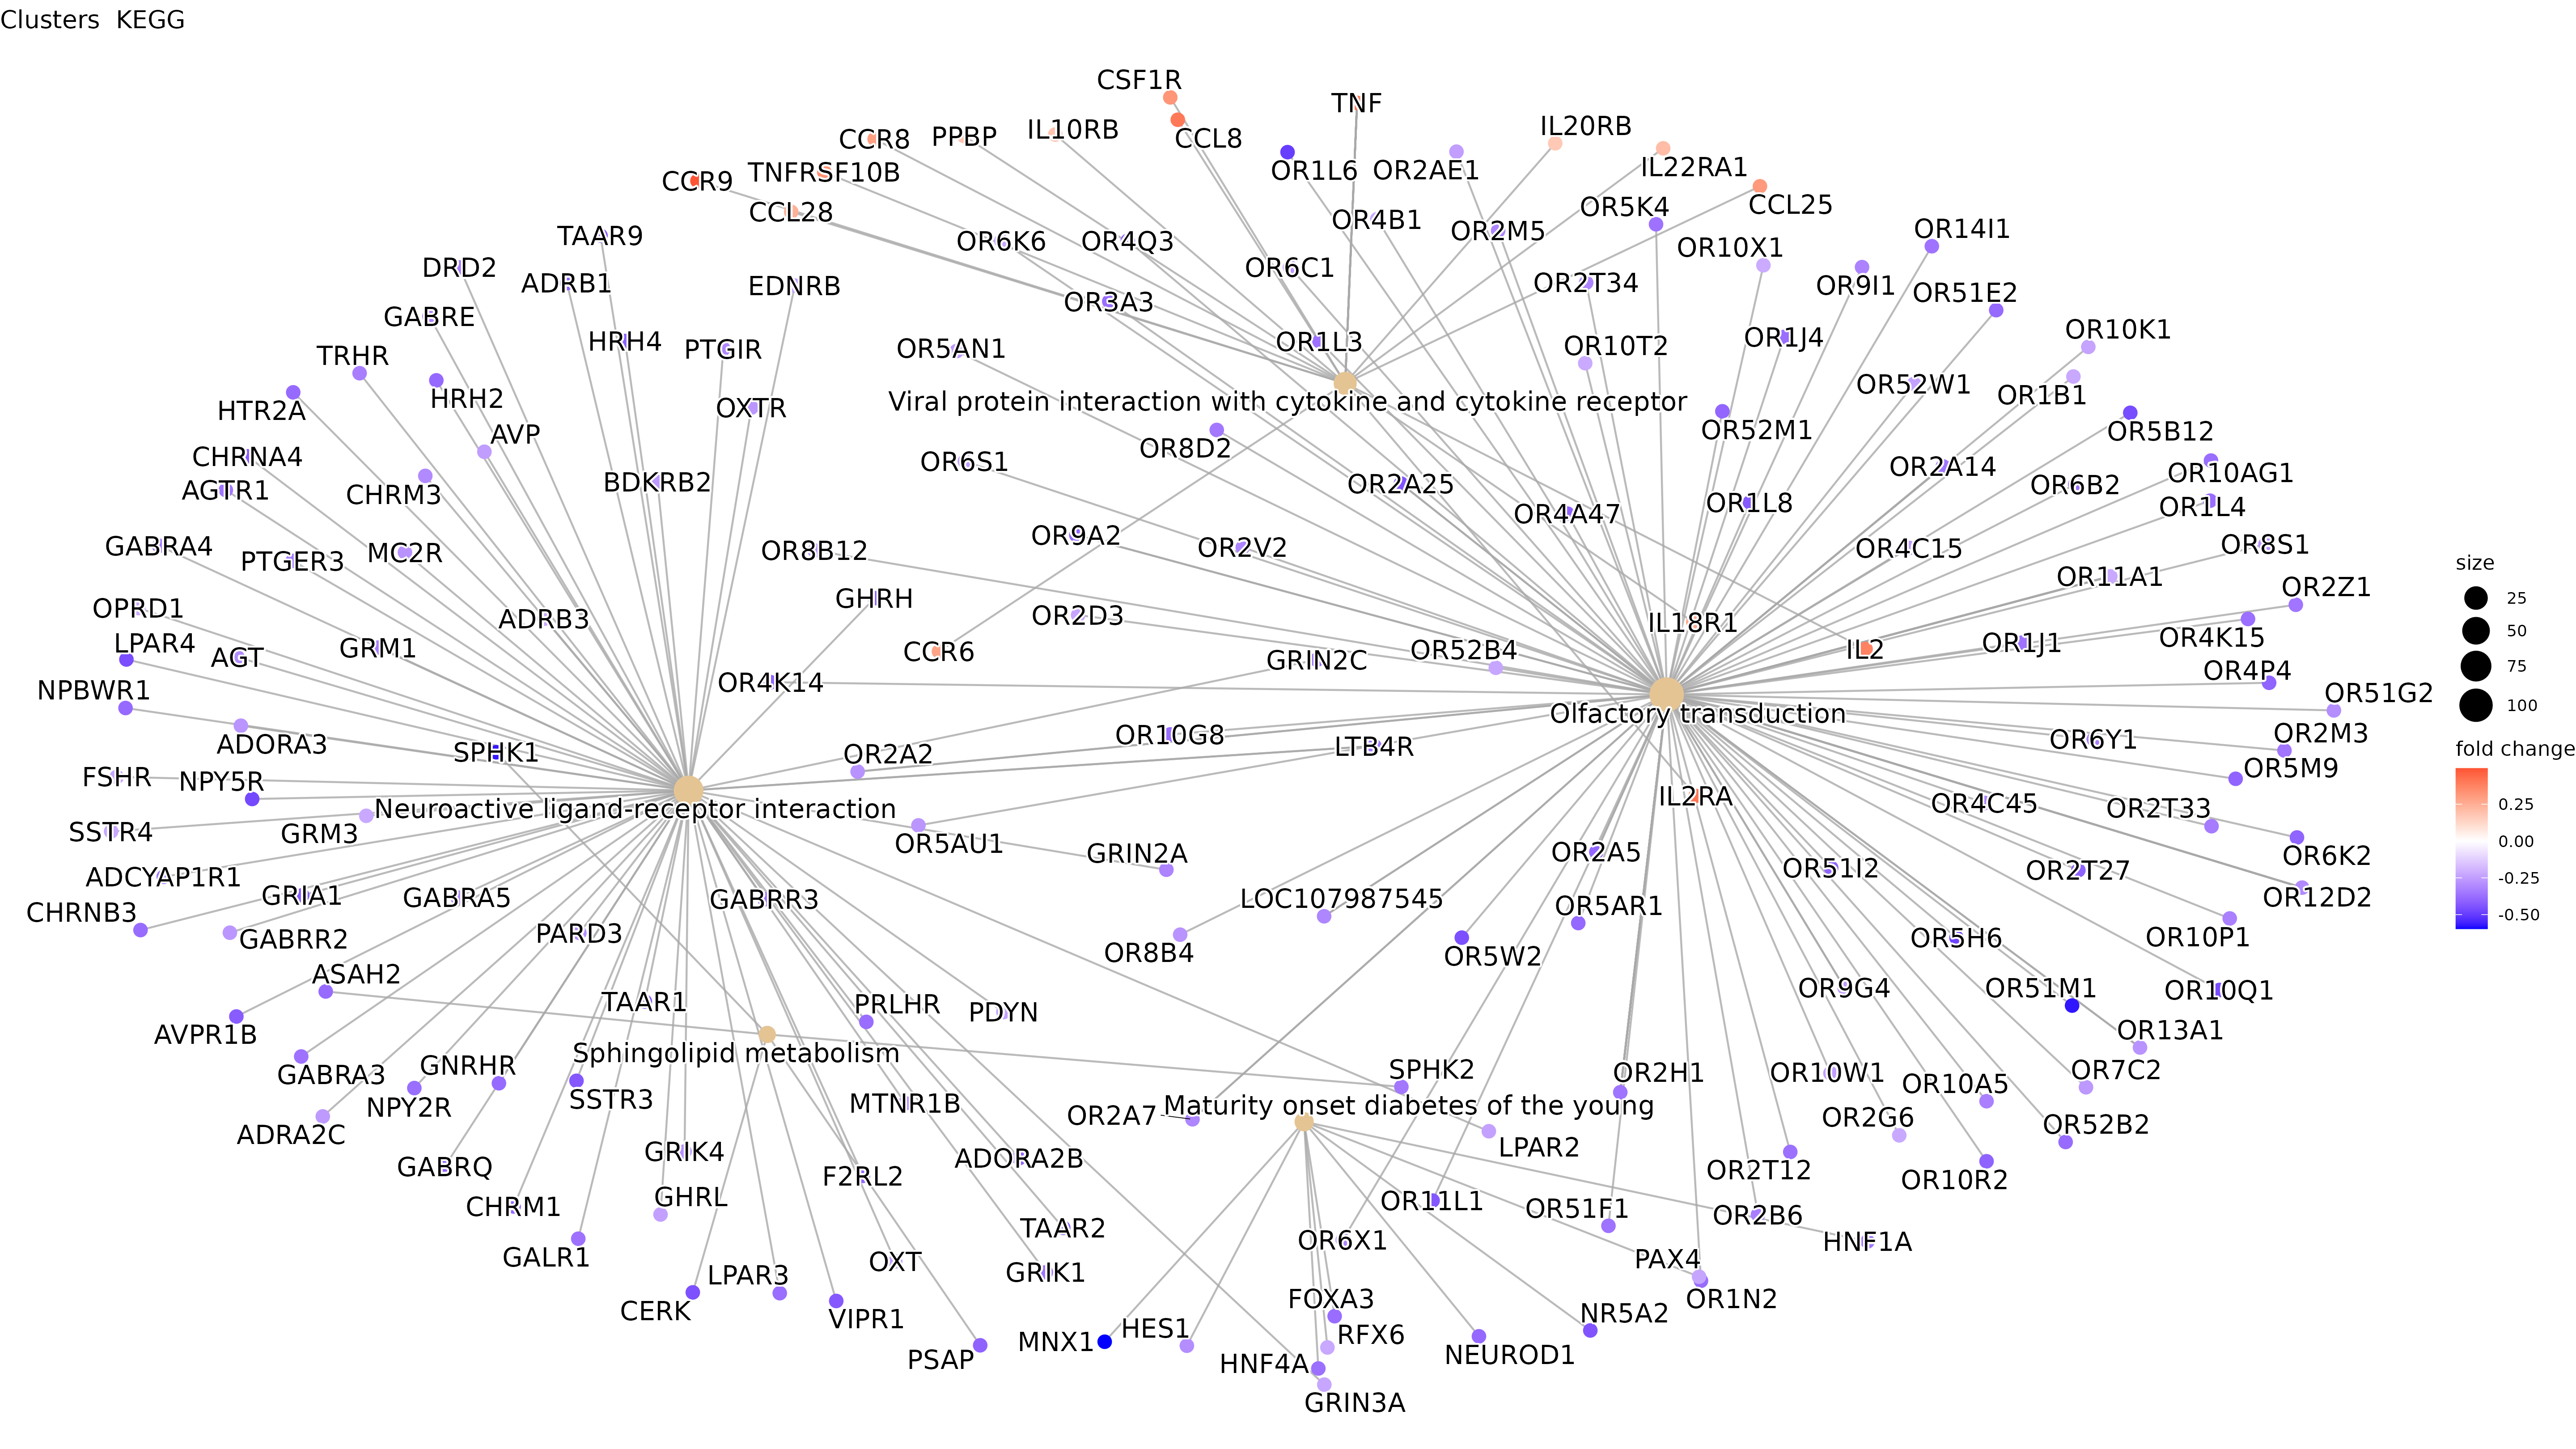 Clusters KEGG
CSF1R
TNF
CCR8
PPBP
IL10RB
CCL8
IL20RB
OR1L6
OR2AE1
IL22RA1
CCR9
TNFRSF10B
CCL28
OR5K4
CCL25
TAAR9
OR6K6
OR4Q3
OR4B1
OR2M5
OR10X1
OR14I1
DRD2
ADRB1
EDNRB
OR6C1
OR3A3
OR2T34
OR9I1
OR51E2
GABRE
HRH4
PTGIR
TRHR
OR5AN1
OR1L3
OR10T2
OR1J4
OR10K1
HTR2A
HRH2
OXTR
Viral protein interaction with cytokine and cytokine receptor
OR52W1
OR1B1
AVP
OR8D2
OR52M1
OR5B12
CHRNA4
AGTR1
CHRM3
BDKRB2
OR6S1
OR2A25
OR2A14
OR6B2
OR10AG1
OR4A47
OR1L8
OR1L4
GABRA4
PTGER3
MC2R
OR8B12
OR9A2
OR2V2
OR4C15
OR8S1
OR11A1
OR2Z1
OPRD1
ADRB3
GHRH
OR2D3
IL18R1
LPAR4
AGT
GRM1
CCR6
GRIN2C
OR52B4
IL2
OR1J1
OR4K15
OR4P4
NPBWR1
OR4K14
OR51G2
ADORA3
SPHK1
OR2A2
OR10G8
LTB4R
Olfactory transduction
OR6Y1
OR2M3
OR5M9
FSHR
NPY5R
Neuroactive ligand-receptor interaction
IL2RA
OR4C45
OR2T33
SSTR4
GRM3
OR5AU1
GRIN2A
OR2A5
OR6K2
ADCYAP1R1
GRIA1
GABRA5
GABRR3
LOC107987545
OR51I2
OR2T27
OR12D2
CHRNB3
GABRR2
PARD3
OR5AR1
OR8B4
OR5W2
OR5H6
OR10P1
ASAH2
TAAR1
PRLHR
PDYN
OR9G4
OR51M1
OR10Q1
AVPR1B
Sphingolipid metabolism
OR13A1
GABRA3
GNRHR
SPHK2
OR2H1
OR10W1
OR10A5
OR7C2
NPY2R
SSTR3
MTNR1B
OR2A7
Maturity onset diabetes of the young
OR2G6
OR52B2
ADRA2C
LPAR2
GABRQ
GRIK4
F2RL2
ADORA2B
OR2T12
OR10R2
CHRM1
GHRL
OR11L1
OR51F1
OR2B6
TAAR2
OR6X1
HNF1A
GALR1
LPAR3
OXT
GRIK1
PAX4
CERK
VIPR1
FOXA3
OR1N2
PSAP
MNX1
HES1
RFX6
NR5A2
HNF4A
NEUROD1
GRIN3A
size
25
50
75
100
fold change
0.25
0.00
-0.25
-0.50